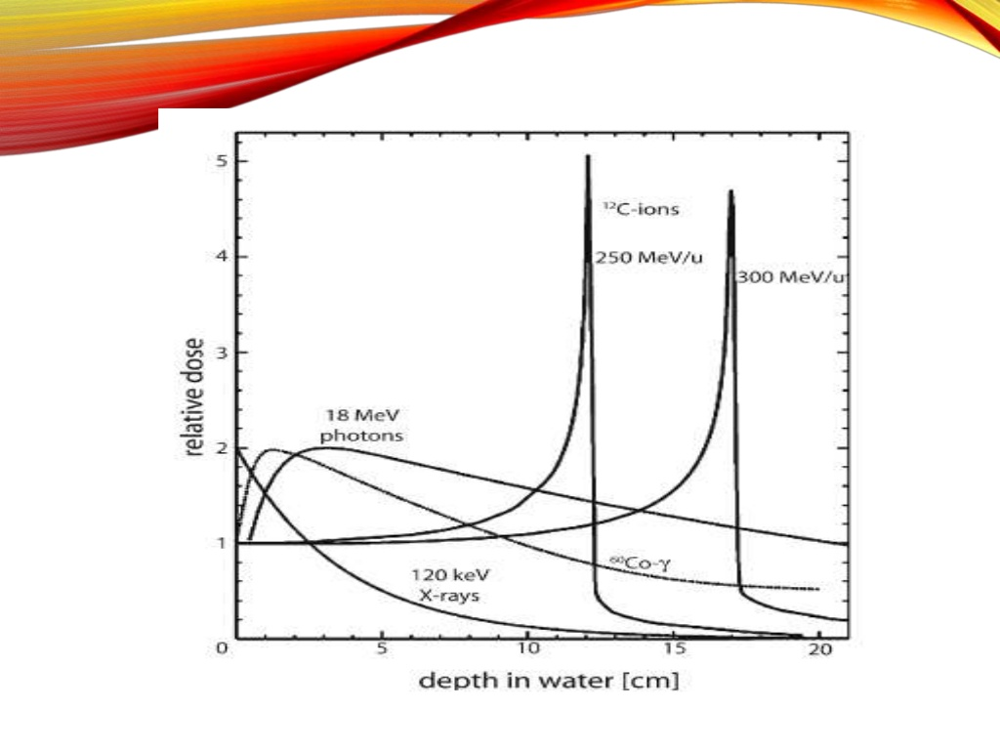 5
¹²C-ions
4
250 MeV/u
300 MeV/u
3
relative dose
18 MeV
photons
2
1
⁶⁰Co-γ
120 keV
X-rays
0
5
10
15
20
depth in water [cm]